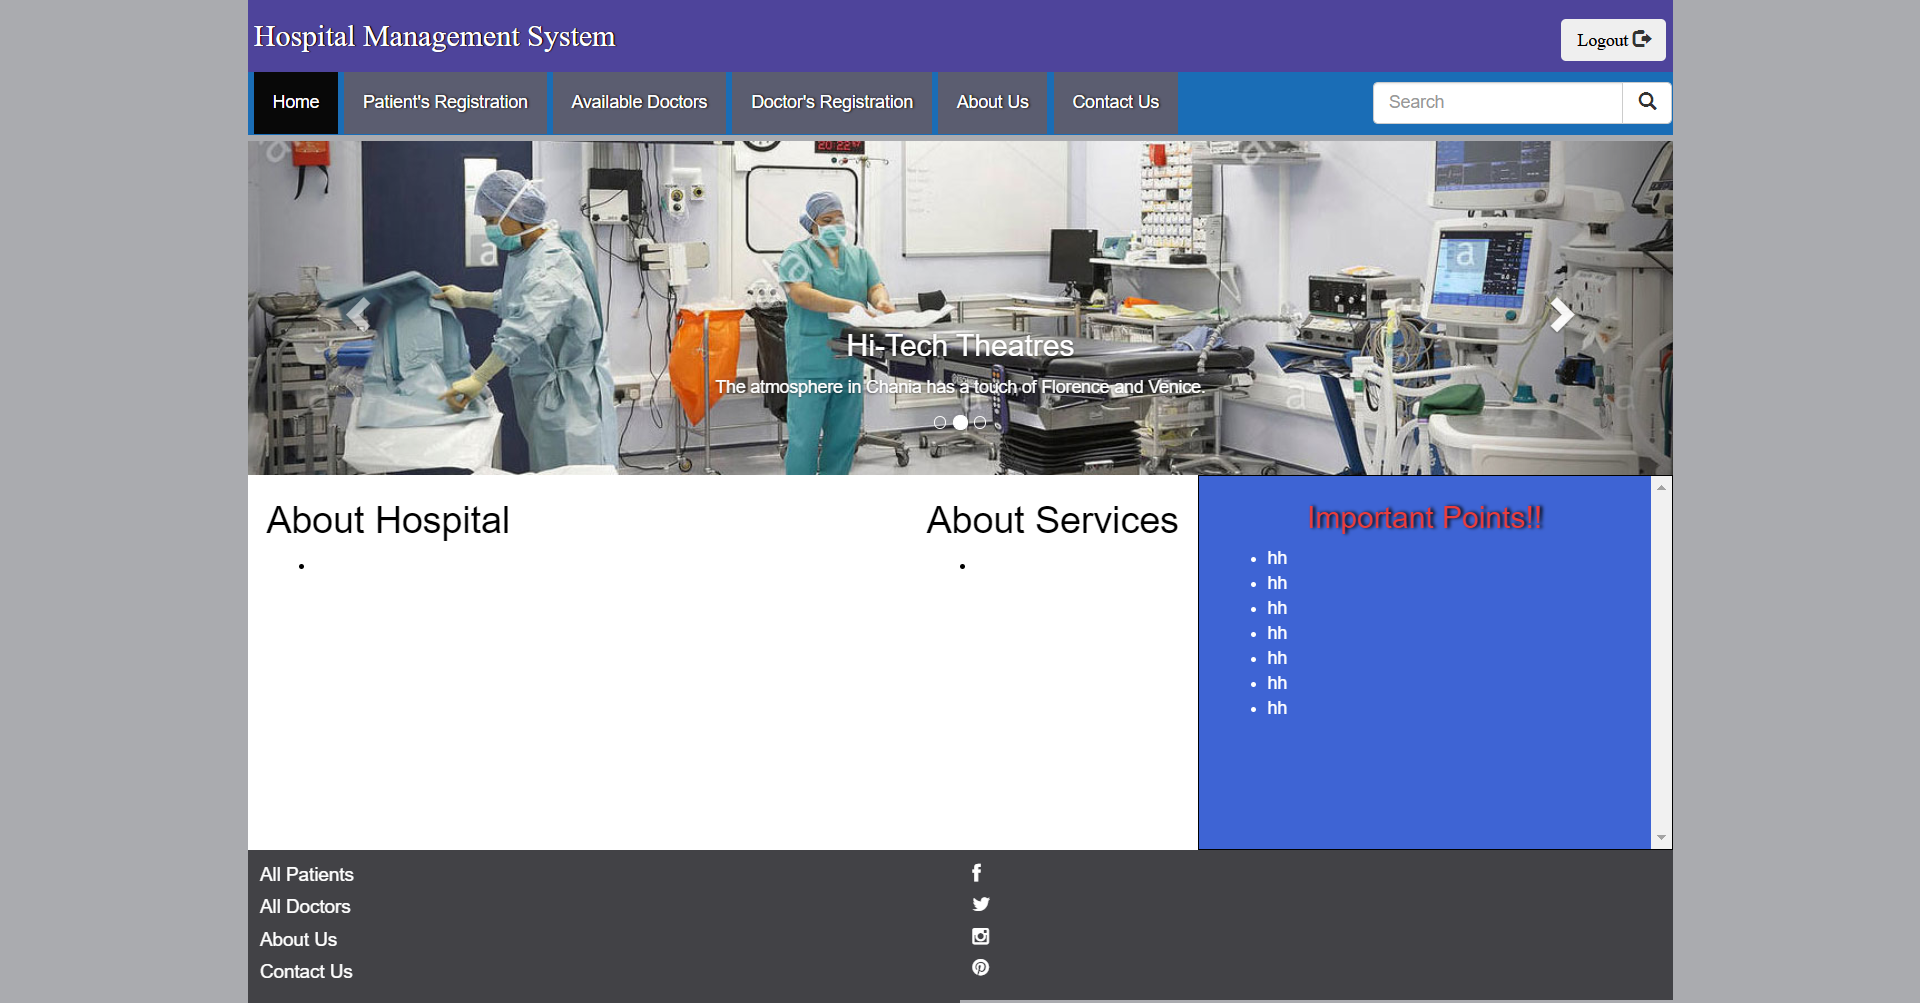 Hospital Management System
Logout
Home
Patient's Registration
Available Doctors
Doctor's Registration
About Us
Contact Us
Search
20:22
a
a
a
a
Hi-Tech Theatres
The atmosphere in Chania has a touch of Florence and Venice.
About Hospital
About Services
Important Points!!
hh
hh
hh
hh
hh
hh
hh
All Patients
All Doctors
About Us
Contact Us